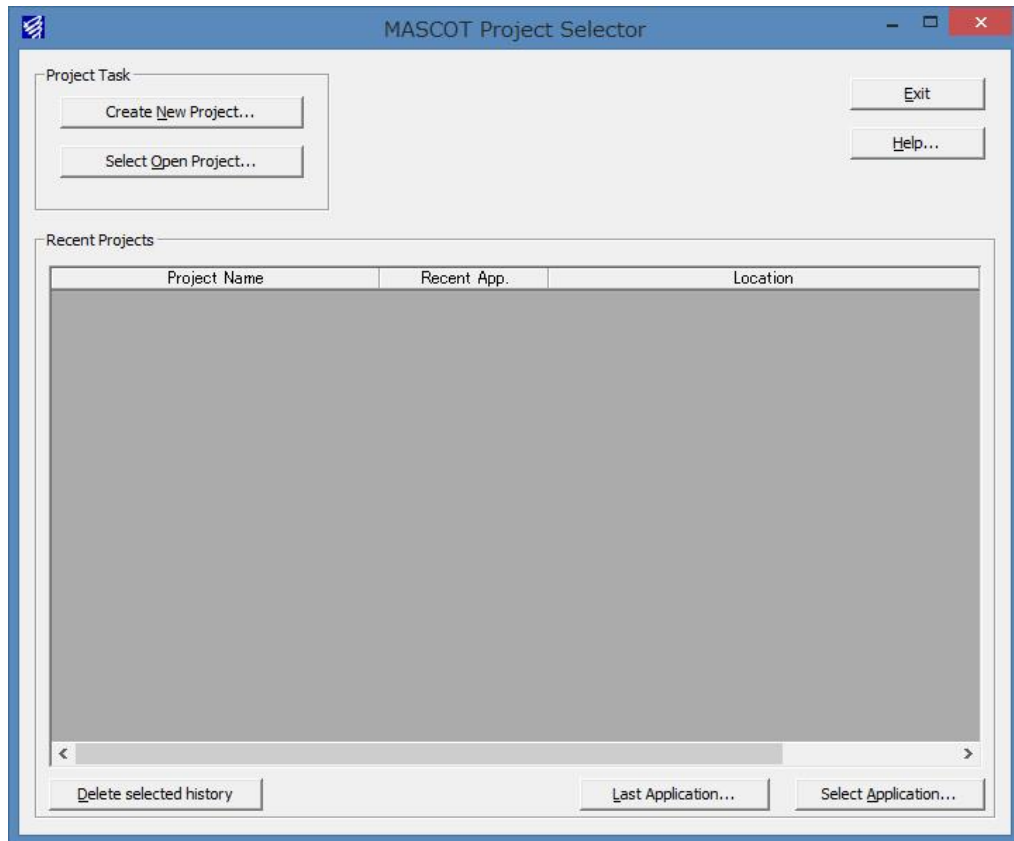 MASCOT Project Selector
Project Task
Create New Project...
Select Open Project...
Exit
Help...
Recent Projects
Project Name Recent App. Location
Delete selected history Last Application... Select Application...